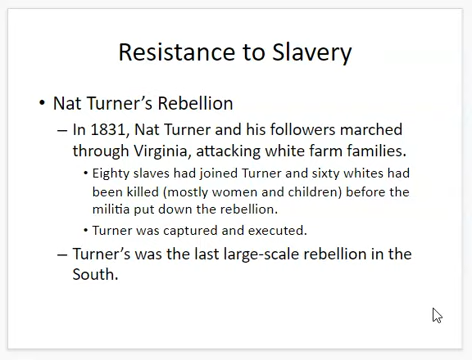 Resistance to Slavery
• Nat Turner's Rebellion
– In 1831, Nat Turner and his followers marched
through Virginia, attacking white farm families.
• Eighty slaves had joined Turner and sixty whites had
been killed (mostly women and children) before the
militia put down the rebellion.
• Turner was captured and executed.
– Turner's was the last large-scale rebellion in the
South.